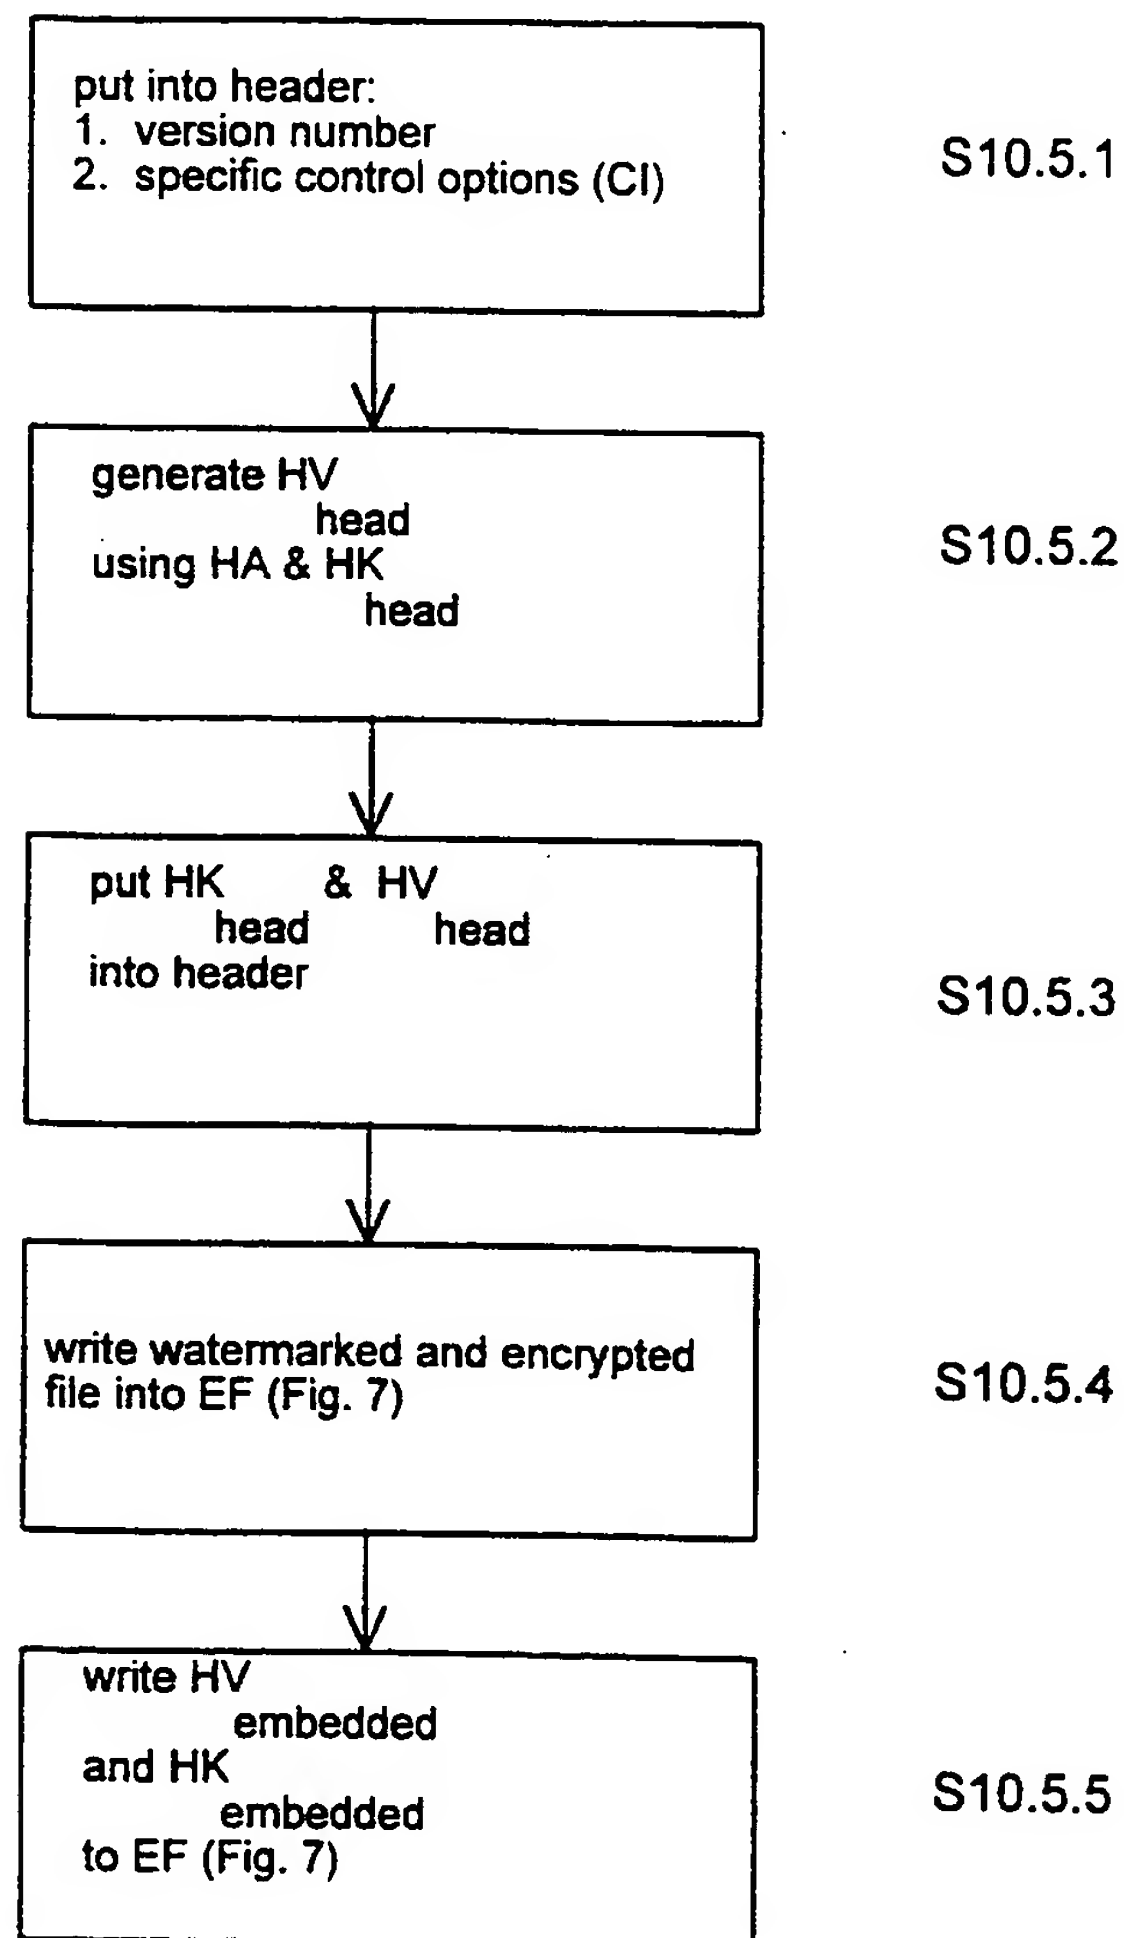 put into header:
1. version number
2. specific control options (CI)
S10.5.1
generate HV
head
using HA & HK
head
S10.5.2
put HK & HV
head head
into header
S10.5.3
write watermarked and encrypted
file into EF (Fig. 7)
S10.5.4
write HV
embedded
and HK
embedded
to EF (Fig. 7)
S10.5.5